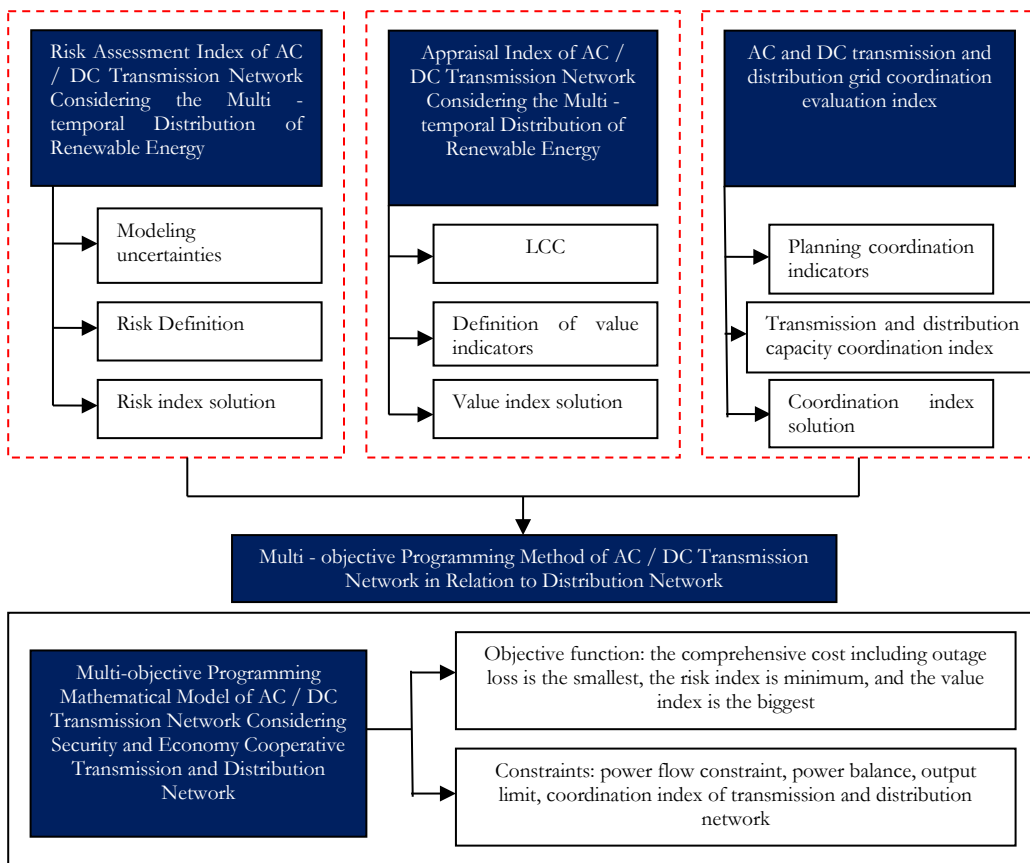 Risk Assessment Index of AC
/ DC Transmission Network
Considering the Multi -
temporal Distribution of
Renewable Energy
Modeling
uncertainties
Risk Definition
Risk index solution
Appraisal Index of AC /
DC Transmission Network
Considering the Multi -
temporal Distribution of
Renewable Energy
LCC
Definition of value
indicators
Value index solution
AC and DC transmission and
distribution grid coordination
evaluation index
Planning coordination
indicators
Transmission and distribution
capacity coordination index
Coordination index
solution
Multi - objective Programming Method of AC / DC Transmission
Network in Relation to Distribution Network
Multi-objective Programming
Mathematical Model of AC / DC
Transmission Network Considering
Security and Economy Cooperative
Transmission and Distribution
Network
Objective function: the comprehensive cost including outage
loss is the smallest, the risk index is minimum, and the value
index is the biggest
Constraints: power flow constraint, power balance, output
limit, coordination index of transmission and distribution
network